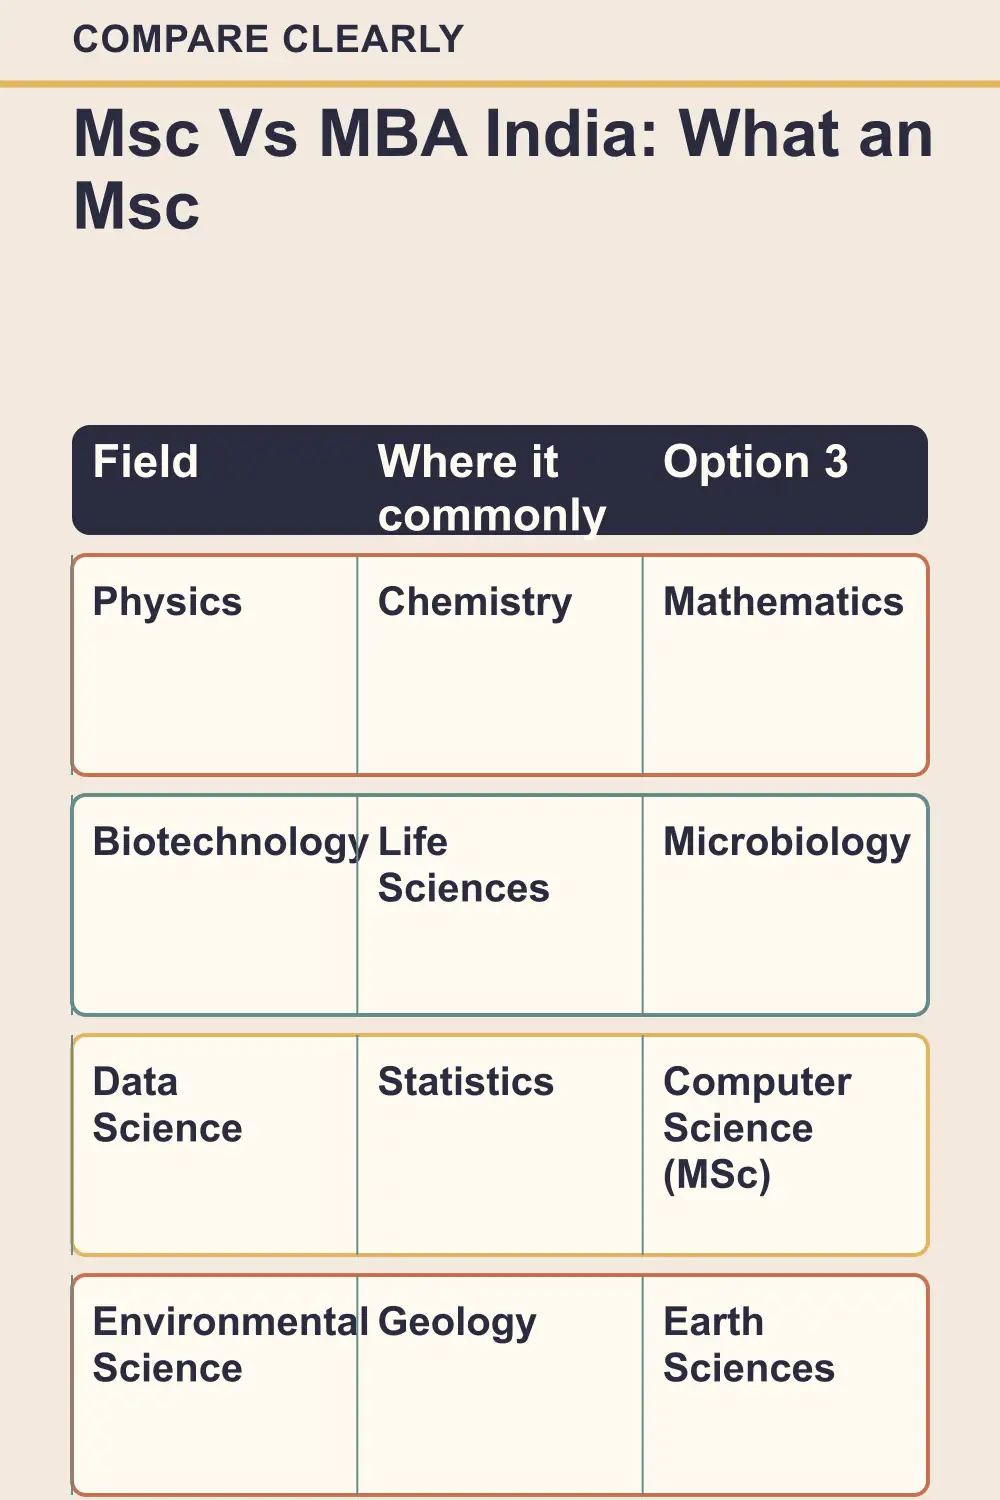 COMPARE CLEARLY
Msc Vs MBA India: What an
Msc
Field
Where it
commonly
Option 3
Physics
Chemistry
Mathematics
Biotechnology
Life
Sciences
Microbiology
Data
Science
Statistics
Computer
Science
(MSc)
Environmental
Science
Geology
Earth
Sciences